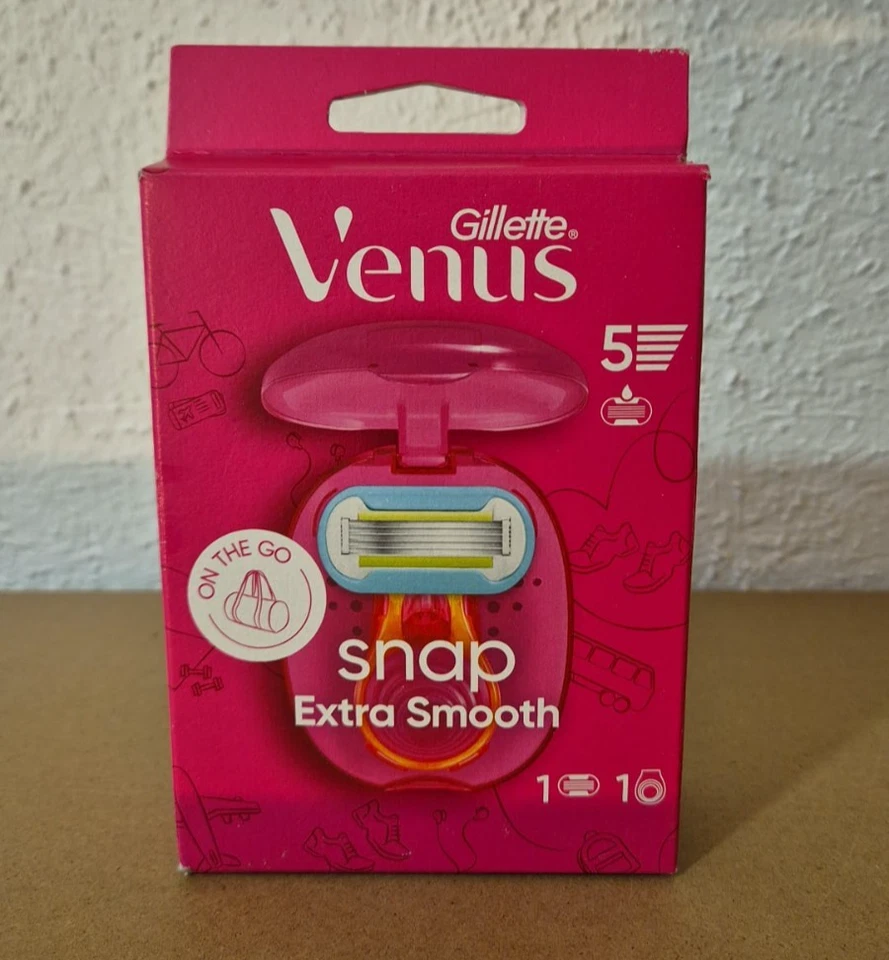 Gillette®
Venus
5
ON THE GO
snap
Extra Smooth
1 1